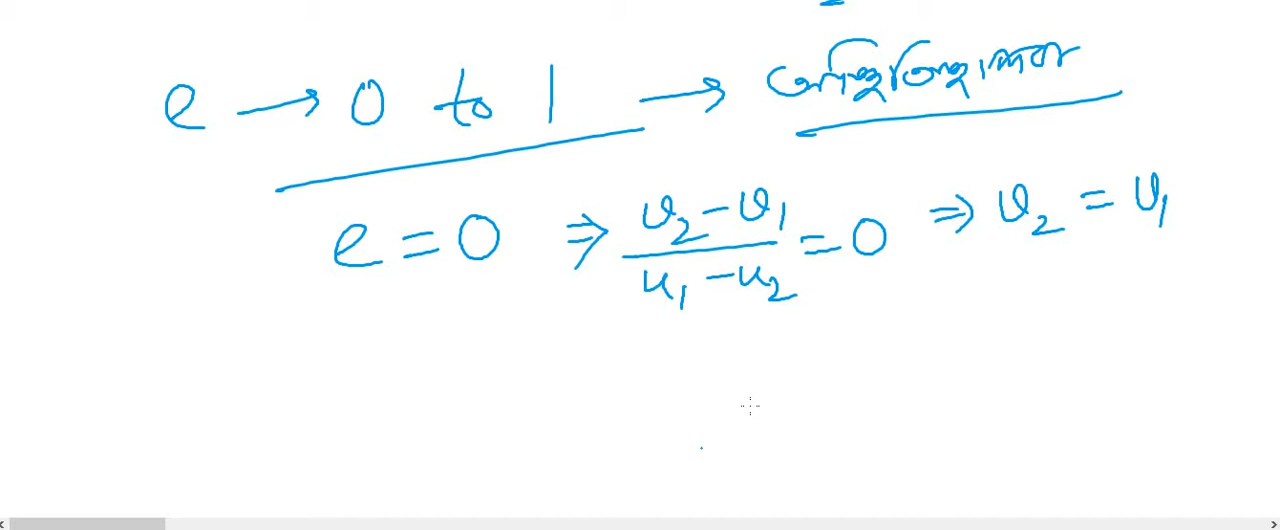 e → 0 to 1 →
e = 0 ⇒ (v₂ − v₁)/(u₁ − u₂) = 0 ⇒ v₂ = v₁